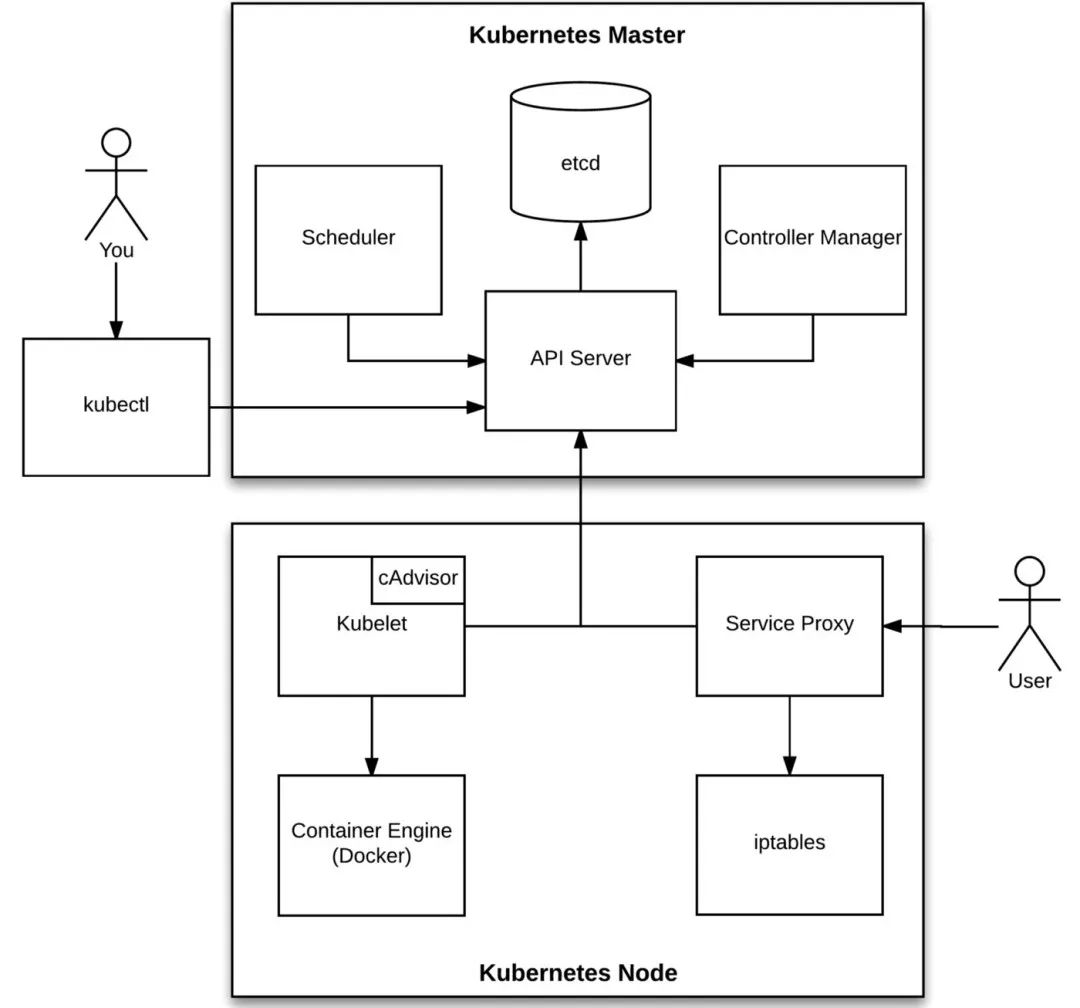 Kubernetes Master
etcd
Scheduler
Controller Manager
You
API Server
kubectl
cAdvisor
Kubelet
Service Proxy
User
Container Engine
(Docker)
iptables
Kubernetes Node